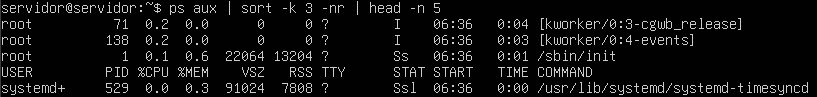 servidor@servidor:~$ ps aux | sort -k 3 -nr | head -n 5
root 71 0.2 0.0 0 0 ? I 06:36 0:04 [kworker/0:3-cgwb_release]
root 138 0.2 0.0 0 0 ? I 06:36 0:03 [kworker/0:4-events]
root 1 0.1 0.6 22064 13204 ? Ss 06:36 0:01 /sbin/init
USER PID %CPU %MEM VSZ RSS TTY STAT START TIME COMMAND
systemd+ 529 0.0 0.3 91024 7808 ? Ssl 06:36 0:00 /usr/lib/systemd/systemd-timesyncd